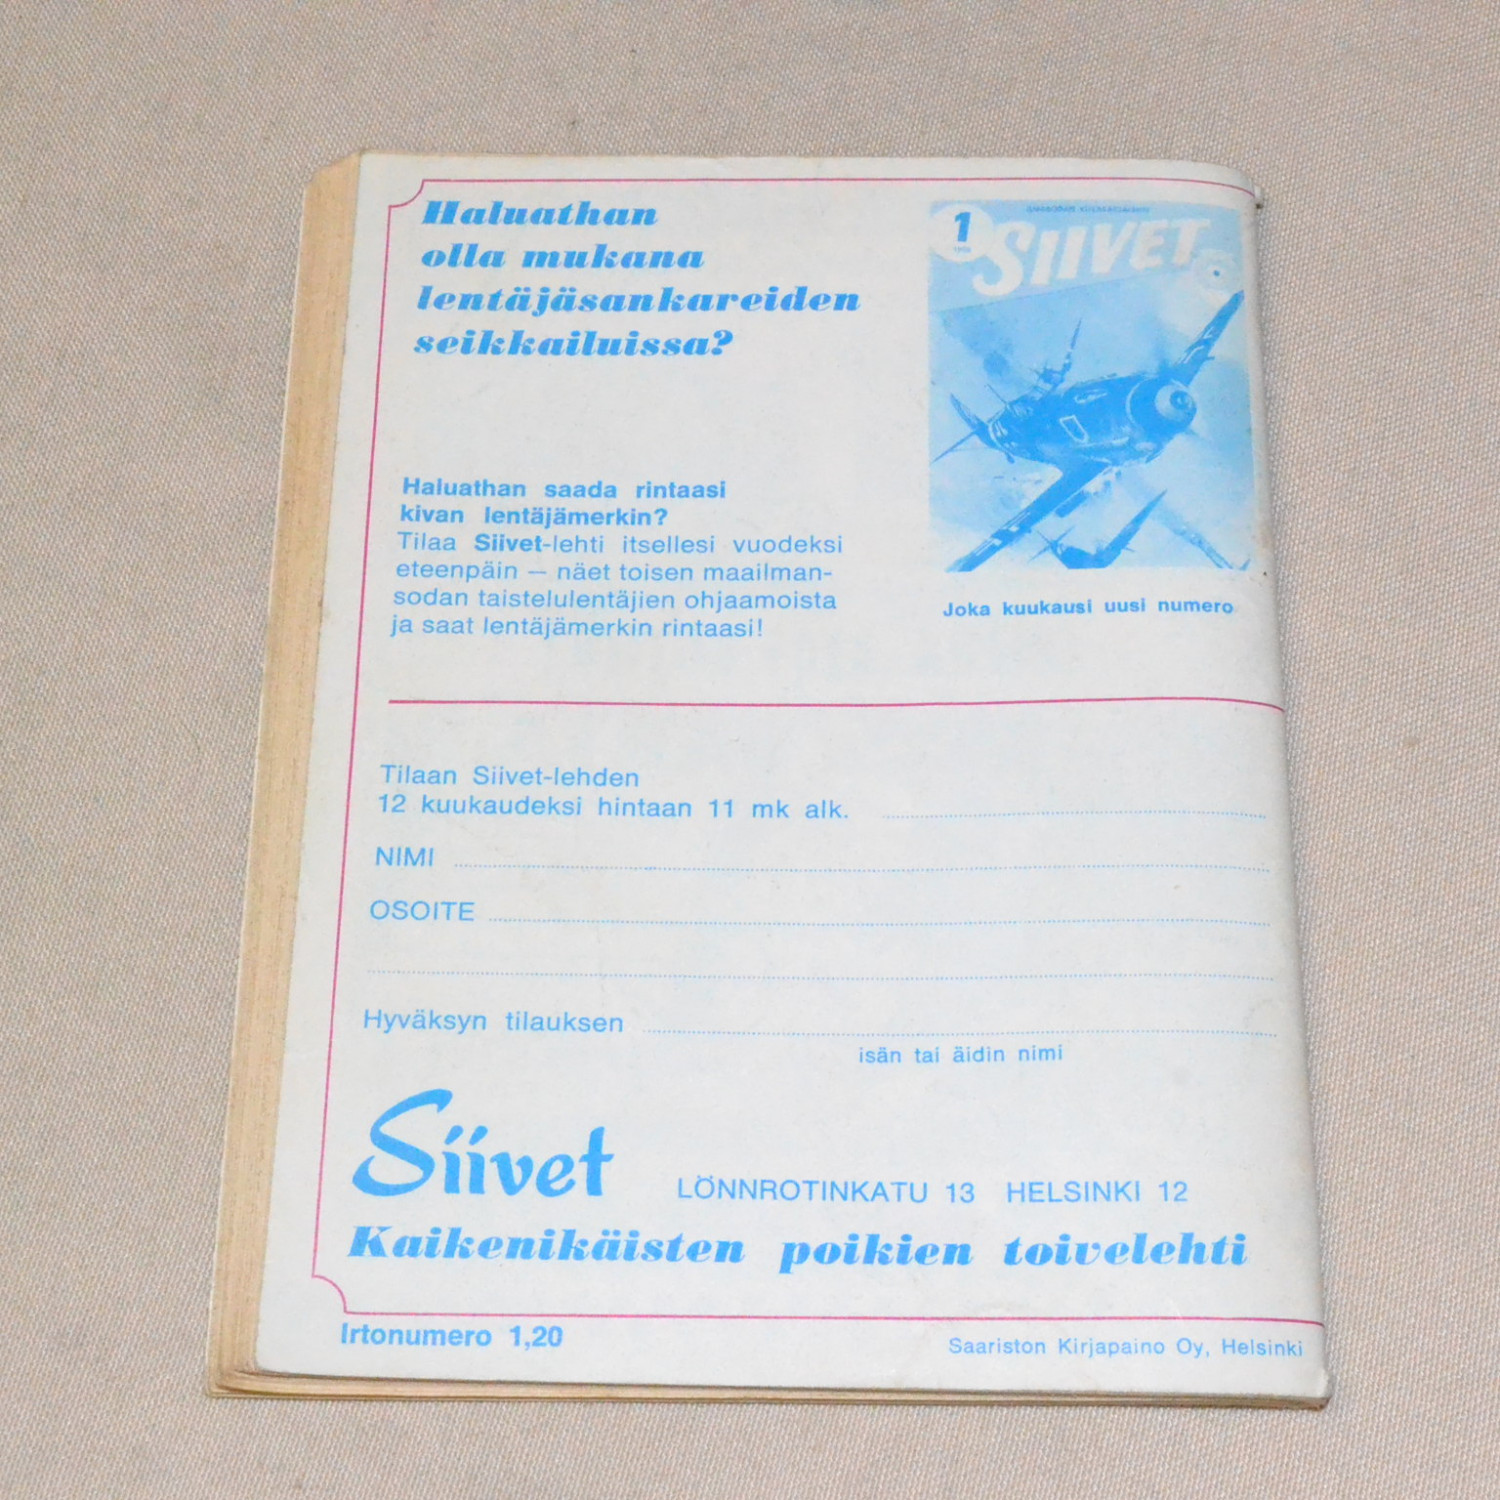 Haluathan
olla mukana
lentäjäsankareiden
seikkailuissa?
1
SIIVET
Haluathan saada rintaasi
kivan lentäjämerkin?
Tilaa Siivet-lehti itsellesi vuodeksi
eteenpäin — näet toisen maailman-
sodan taistelulentäjien ohjaamoista
ja saat lentäjämerkin rintaasi!
Joka kuukausi uusi numero
Tilaan Siivet-lehden
12 kuukaudeksi hintaan 11 mk alk.
NIMI
OSOITE
Hyväksyn tilauksen
isän tai äidin nimi
Siivet
LÖNNROTINKATU 13 HELSINKI 12
Kaikenikäisten poikien toivelehti
Irtonumero 1,20
Saariston Kirjapaino Oy, Helsinki